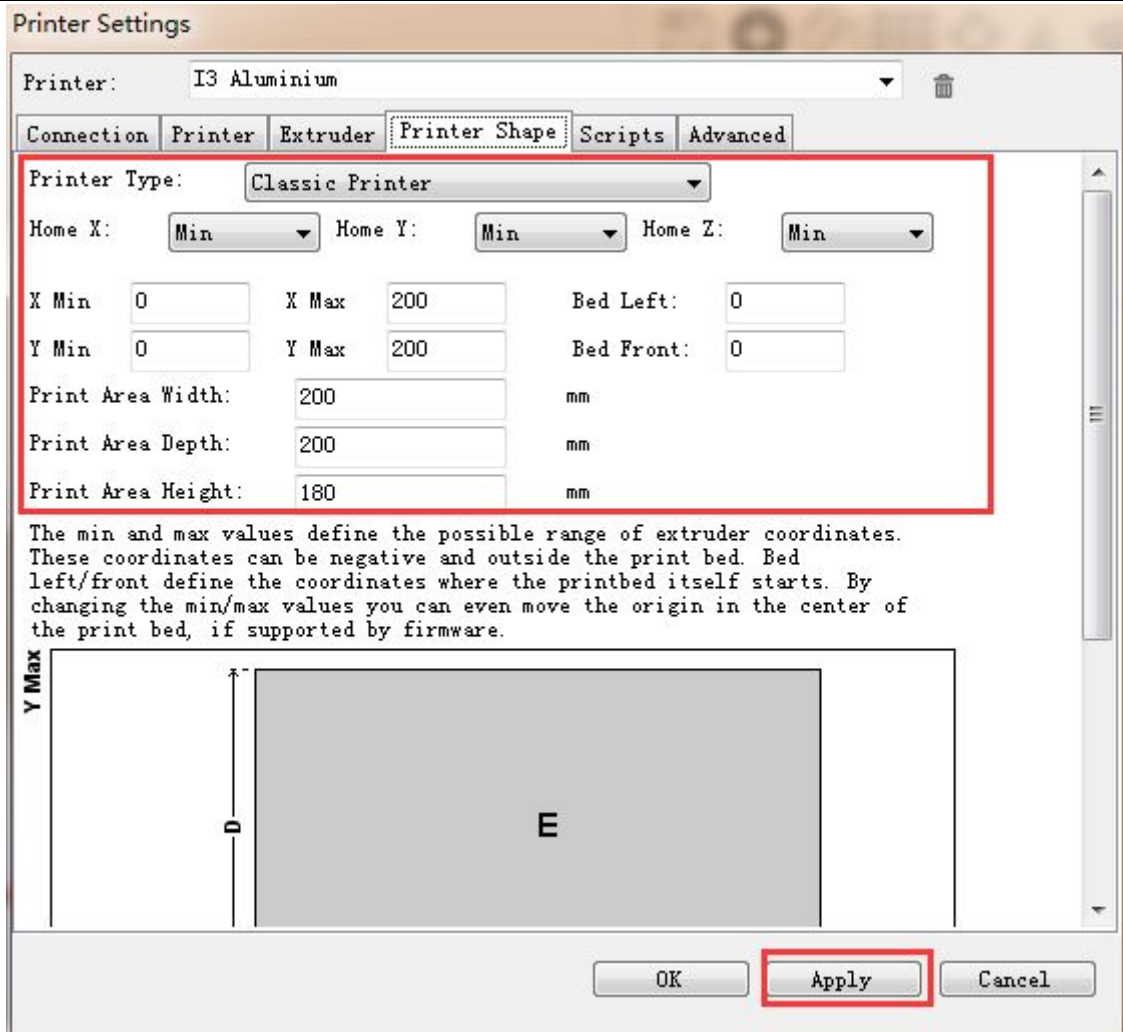 Printer Settings
Printer: I3 Aluminium
Connection Printer Extruder Printer Shape Scripts Advanced
Printer Type: Classic Printer
Home X: Min Home Y: Min Home Z: Min
X Min 0 X Max 200 Bed Left: 0
Y Min 0 Y Max 200 Bed Front: 0
Print Area Width: 200 mm
Print Area Depth: 200 mm
Print Area Height: 180 mm
The min and max values define the possible range of extruder coordinates.
These coordinates can be negative and outside the print bed. Bed
left/front define the coordinates where the printbed itself starts. By
changing the min/max values you can even move the origin in the center of
the print bed, if supported by firmware.
Y Max
D
E
OK Apply Cancel